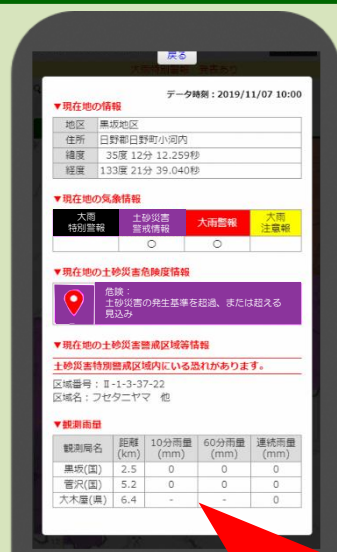 戻る
データ時刻：2019/11/07 10:00
▼現在地の情報
地区 黒坂地区
住所 日野郡日野町小河内
緯度 35度 12分 12.259秒
経度 133度 21分 39.040秒
▼現在地の気象情報
大雨 特別警報 土砂災害 警戒情報 大雨警報 大雨 注意報
○ ○
▼現在地の土砂災害危険度情報
危険：
土砂災害の発生基準を超過、または超える
見込み
▼現在地の土砂災害警戒区域等情報
土砂災害特別警戒区域内にいる恐れがあります。
区域番号：Ⅱ-1-3-37-22
区域名：フセタニヤマ 他
▼観測雨量
観測局名 距離 (km) 10分雨量 (mm) 60分雨量 (mm) 連続雨量 (mm)
黒坂(国) 2.5 0 0 0
菅沢(国) 5.2 0 0 0
大木屋(県) 6.4 - - 0